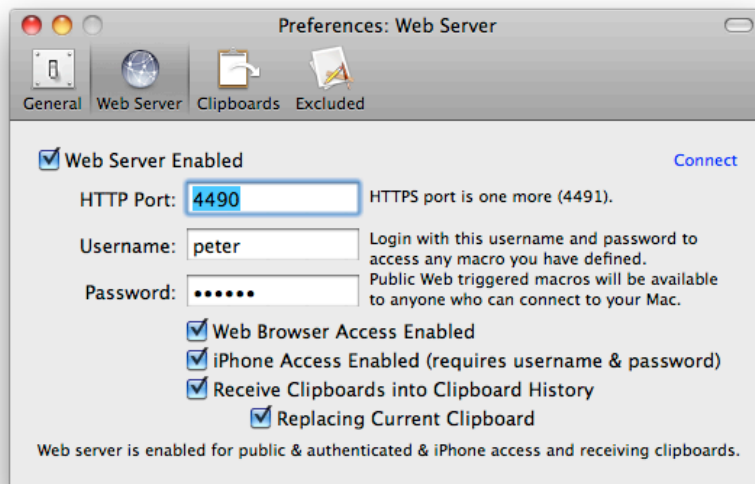 Preferences: Web Server
General Web Server Clipboards Excluded
Web Server Enabled
Connect
HTTP Port: 4490 HTTPS port is one more (4491).
Username: peter
Login with this username and password to
access any macro you have defined.
Password: ••••••
Public Web triggered macros will be available
to anyone who can connect to your Mac.
Web Browser Access Enabled
iPhone Access Enabled (requires username & password)
Receive Clipboards into Clipboard History
Replacing Current Clipboard
Web server is enabled for public & authenticated & iPhone access and receiving clipboards.